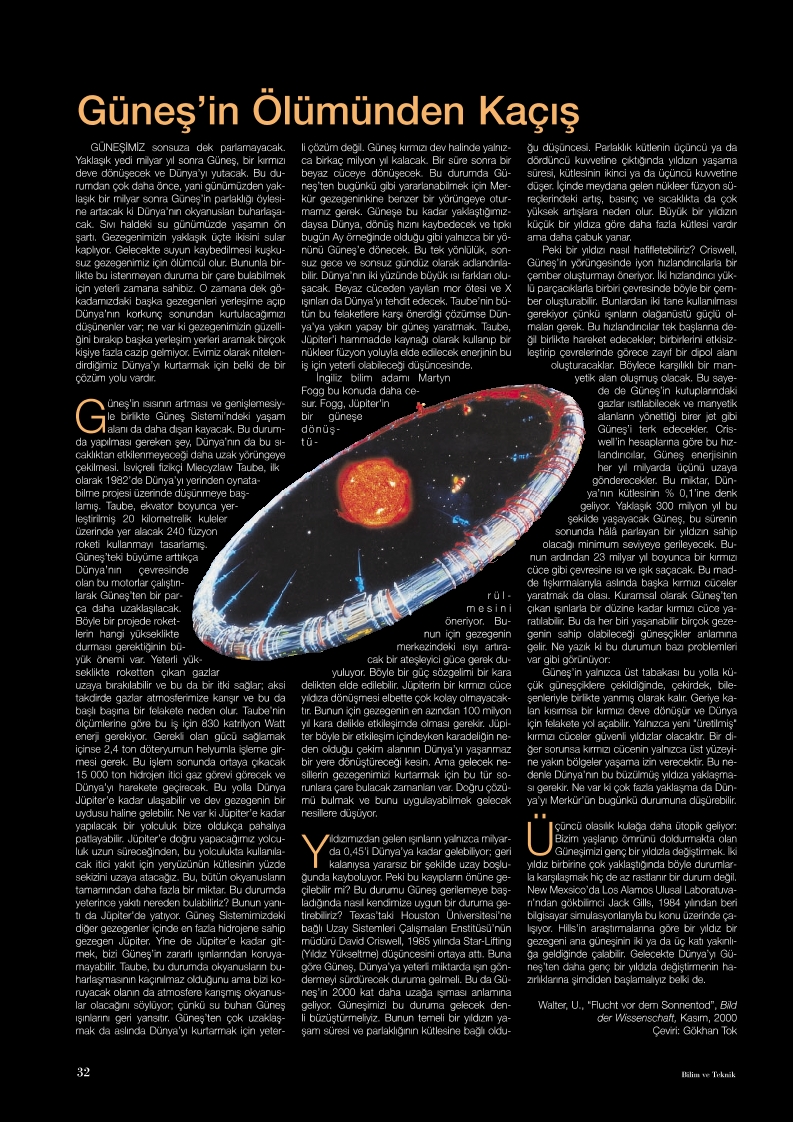 Güneş’in Ölümünden Kaçış
GÜNEŞİMİZ sonsuza dek parlamayacak.
Yaklaşık yedi milyar yıl sonra Güneş, bir kırmızı
deve dönüşecek ve Dünya’yı yutacak. Bu du-
rumdan çok daha önce, yani günümüzden yak-
laşık bir milyar sonra Güneş’in parlaklığı öylesi-
ne artacak ki Dünya’nın okyanusları buharlaşa-
cak. Sıvı haldeki su günümüzde yaşamın ön
şartı. Gezegenimizin yaklaşık üçte ikisini sular
kaplıyor. Gelecekte suyun kaybedilmesi kuşku-
suz gezegenimiz için ölümcül olur. Bununla bir-
likte bu istenmeyen duruma bir çare bulabilmek
için yeterli zamana sahibiz. O zamana dek gö-
kadamızdaki başka gezegenleri yerleşime açıp
Dünya’nın korkunç sonundan kurtulacağımızı
düşünenler var; ne var ki gezegenimizin güzelli-
ğini bırakıp başka yerleşim yerleri aramak birçok
kişiye fazla cazip gelmiyor. Evimiz olarak nitelen-
dirdiğimiz Dünya’yı kurtarmak için belki de bir
çözüm yolu vardır.
Güneş’in ısısının artması ve genişlemesiy-
le birlikte Güneş Sistemi’ndeki yaşam
alanı da daha dışarı kayacak. Bu durum-
da yapılması gereken şey, Dünya’nın da bu sı-
caklıktan etkilenmeyeceği daha uzak yörüngeye
çekilmesi. İsviçreli fizikçi Miecyzlaw Taube, ilk
olarak 1982’de Dünya’yı yerinden oynata-
bilme projesi üzerinde düşünmeye baş-
lamış. Taube, ekvator boyunca yer-
leştirilmiş 20 kilometrelik kuleler
üzerinde yer alacak 240 füzyon
roketi kullanmayı tasarlamış.
Güneş’teki büyüme arttıkça
Dünya’nın çevresinde
olan bu motorlar çalıştırı-
larak Güneş’ten bir par-
ça daha uzaklaşılacak.
Böyle bir projede roket-
lerin hangi yükseklikte
durması gerektiğinin bü-
yük önemi var. Yeterli yük-
seklikte roketten çıkan gazlar
uzaya bırakılabilir ve bu da bir itki sağlar; aksi
takdirde gazlar atmosferimize karışır ve bu da
başlı başına bir felakete neden olur. Taube’nin
ölçümlerine göre bu iş için 830 katrilyon Watt
enerji gerekiyor. Gerekli olan gücü sağlamak
içinse 2,4 ton döteryumun helyumla işleme gir-
mesi gerek. Bu işlem sonunda ortaya çıkacak
15 000 ton hidrojen itici gaz görevi görecek ve
Dünya’yı harekete geçirecek. Bu yolla Dünya
Jüpiter’e kadar ulaşabilir ve dev gezegenin bir
uydusu haline gelebilir. Ne var ki Jüpiter’e kadar
yapılacak bir yolculuk bize oldukça pahalıya
patlayabilir. Jüpiter’e doğru yapacağımız yolcu-
luk uzun süreceğinden, bu yolculukta kullanıla-
cak itici yakıt için yeryüzünün kütlesinin yüzde
sekizini uzaya atacağız. Bu, bütün okyanusların
tamamından daha fazla bir miktar. Bu durumda
yeterince yakıtı nereden bulabiliriz? Bunun yanı-
tı da Jüpiter’de yatıyor. Güneş Sistemimizdeki
diğer gezegenler içinde en fazla hidrojene sahip
gezegen Jüpiter. Yine de Jüpiter’e kadar git-
mek, bizi Güneş’in zararlı ışınlarından koruya-
mayabilir. Taube, bu durumda okyanusların bu-
harlaşmasının kaçınılmaz olduğunu ama bizi ko-
ruyacak olanın da atmosfere karışmış okyanus-
lar olacağını söylüyor; çünkü su buharı Güneş
ışınlarını geri yansıtır. Güneş’ten çok uzaklaş-
mak da aslında Dünya’yı kurtarmak için yeter-
li çözüm değil. Güneş kırmızı dev halinde yalnız-
ca birkaç milyon yıl kalacak. Bir süre sonra bir
beyaz cüceye dönüşecek. Bu durumda Gü-
neş’ten bugünkü gibi yararlanabilmek için Mer-
kür gezegeninkine benzer bir yörüngeye otur-
mamız gerek. Güneşe bu kadar yaklaştığımız-
daysa Dünya, dönüş hızını kaybedecek ve tıpkı
bugün Ay örneğinde olduğu gibi yalnızca bir yö-
nünü Güneş’e dönecek. Bu tek yönlülük, son-
suz gece ve sonsuz gündüz olarak adlandırıla-
bilir. Dünya’nın iki yüzünde büyük ısı farkları olu-
şacak. Beyaz cüceden yayılan mor ötesi ve X
ışınları da Dünya’yı tehdit edecek. Taube’nin bü-
tün bu felaketlere karşı önerdiği çözümse Dün-
ya’ya yakın yapay bir güneş yaratmak. Taube,
Jüpiter’i hammadde kaynağı olarak kullanıp bir
nükleer füzyon yoluyla elde edilecek enerjinin bu
iş için yeterli olabileceği düşüncesinde.
İngiliz bilim adamı Martyn
Fogg bu konuda daha ce-
sur. Fogg, Jüpiter’in
bir güneşe
dönüş-
tü-
rül-
mesini
öneriyor. Bu-
nun için gezegenin
merkezindeki ısıyı artıra-
cak bir ateşleyici güce gerek du-
yuluyor. Böyle bir güç sözgelimi bir kara
delikten elde edilebilir. Jüpiterin bir kırmızı cüce
yıldıza dönüşmesi elbette çok kolay olmayacak-
tır. Bunun için gezegenin en azından 100 milyon
yıl kara delikle etkileşimde olması gerekir. Jüpi-
ter böyle bir etkileşim içindeyken karadeliğin ne-
den olduğu çekim alanının Dünya’yı yaşanmaz
bir yere dönüştüreceği kesin. Ama gelecek ne-
sillerin gezegenimizi kurtarmak için bu tür so-
runlara çare bulacak zamanları var. Doğru çözü-
mü bulmak ve bunu uygulayabilmek gelecek
nesillere düşüyor.
Yıldızımızdan gelen ışınların yalnızca milyar-
da 0,45’i Dünya’ya kadar gelebiliyor; geri
kalanıysa yararsız bir şekilde uzay boşlu-
ğunda kayboluyor. Peki bu kayıpların önüne ge-
çilebilir mi? Bu durumu Güneş gerilemeye baş-
ladığında nasıl kendimize uygun bir duruma ge-
tirebiliriz? Texas’taki Houston Üniversitesi’ne
bağlı Uzay Sistemleri Çalışmaları Enstitüsü’nün
müdürü David Criswell, 1985 yılında Star-Lifting
(Yıldız Yükseltme) düşüncesini ortaya attı. Buna
göre Güneş, Dünya’ya yeterli miktarda ışın gön-
dermeyi sürdürecek duruma gelmeli. Bu da Gü-
neş’in 2000 kat daha uzağa ışıması anlamına
geliyor. Güneşimizi bu duruma gelecek den-
li büzüştürmeliyiz. Bunun temeli bir yıldızın ya-
şam süresi ve parlaklığının kütlesine bağlı oldu-
ğu düşüncesi. Parlaklık kütlenin üçüncü ya da
dördüncü kuvvetine çıktığında yıldızın yaşama
süresi, kütlesinin ikinci ya da üçüncü kuvvetine
düşer. İçinde meydana gelen nükleer füzyon sü-
reçlerindeki artış, basınç ve sıcaklıkta da çok
yüksek artışlara neden olur. Büyük bir yıldızın
küçük bir yıldıza göre daha fazla kütlesi vardır
ama daha çabuk yanar.
Peki bir yıldızı nasıl hafifletebiliriz? Criswell,
Güneş’in yörüngesinde iyon hızlandırıcılarla bir
çember oluşturmayı öneriyor. İki hızlandırıcı yük-
lü parçacıklarla birbiri çevresinde böyle bir çem-
ber oluşturabilir. Bunlardan iki tane kullanılması
gerekiyor çünkü ışınların olağanüstü güçlü ol-
maları gerek. Bu hızlandırıcılar tek başlarına de-
ğil birlikte hareket edecekler; birbirlerini etkisiz-
leştirip çevrelerinde görece zayıf bir dipol alanı
oluşturacaklar. Böylece karşılıklı bir man-
yetik alan oluşmuş olacak. Bu saye-
de de Güneş’in kutuplarındaki
gazlar ısıtılabilecek ve manyetik
alanların yönettiği birer jet gibi
Güneş’i terk edecekler. Cris-
well’in hesaplarına göre bu hız-
landırıcılar, Güneş enerjisinin
her yıl milyarda üçünü uzaya
gönderecekler. Bu miktar, Dün-
ya’nın kütlesinin % 0,1’ine denk
geliyor. Yaklaşık 300 milyon yıl bu
şekilde yaşayacak Güneş, bu sürenin
sonunda hâlâ parlayan bir yıldızın sahip
olacağı minimum seviyeye gerileyecek. Bu-
nun ardından 23 milyar yıl boyunca bir kırmızı
cüce gibi çevresine ısı ve ışık saçacak. Bu mad-
de fışkırmalarıyla aslında başka kırmızı cüceler
yaratmak da olası. Kuramsal olarak Güneş’ten
çıkan ışınlarla bir düzine kadar kırmızı cüce ya-
ratılabilir. Bu da her biri yaşanabilir birçok geze-
genin sahip olabileceği güneşçikler anlamına
gelir. Ne yazık ki bu durumun bazı problemleri
var gibi görünüyor:
Güneş’in yalnızca üst tabakası bu yolla kü-
çük güneşçiklere çekildiğinde, çekirdek, bile-
şenleriyle birlikte yanmış olarak kalır. Geriye ka-
lan kısımsa bir kırmızı deve dönüşür ve Dünya
için felakete yol açabilir. Yalnızca yeni "üretilmiş"
kırmızı cüceler güvenli yıldızlar olacaktır. Bir di-
ğer sorunsa kırmızı cücenin yalnızca üst yüzeyi-
ne yakın bölgeler yaşama izin verecektir. Bu ne-
denle Dünya’nın bu büzülmüş yıldıza yaklaşma-
sı gerekir. Ne var ki çok fazla yaklaşma da Dün-
ya’yı Merkür’ün bugünkü durumuna düşürebilir.
Üçüncü olasılık kulağa daha ütopik geliyor:
Bizim yaşlanıp ömrünü doldurmakta olan
Güneşimizi genç bir yıldızla değiştirmek. İki
yıldız birbirine çok yaklaştığında böyle durumlar-
la karşılaşmak hiç de az rastlanır bir durum değil.
New Mexico’da Los Alamos Ulusal Laboratuva-
rı’ndan gökbilimci Jack Gills, 1984 yılından beri
bilgisayar simulasyonlarıyla bu konu üzerinde ça-
lışıyor. Hills’in araştırmalarına göre bir yıldız bir
gezegeni ana güneşinin iki ya da üç katı yakınlı-
ğa geldiğinde çalabilir. Gelecekte Dünya’yı Gü-
neş’ten daha genç bir yıldızla değiştirmenin ha-
zırlıklarına şimdiden başlamalıyız belki de.
Walter, U., “Flucht vor dem Sonnentod”, Bild
der Wissenschaft, Kasım, 2000
Çeviri: Gökhan Tok
32
Bilim ve Teknik